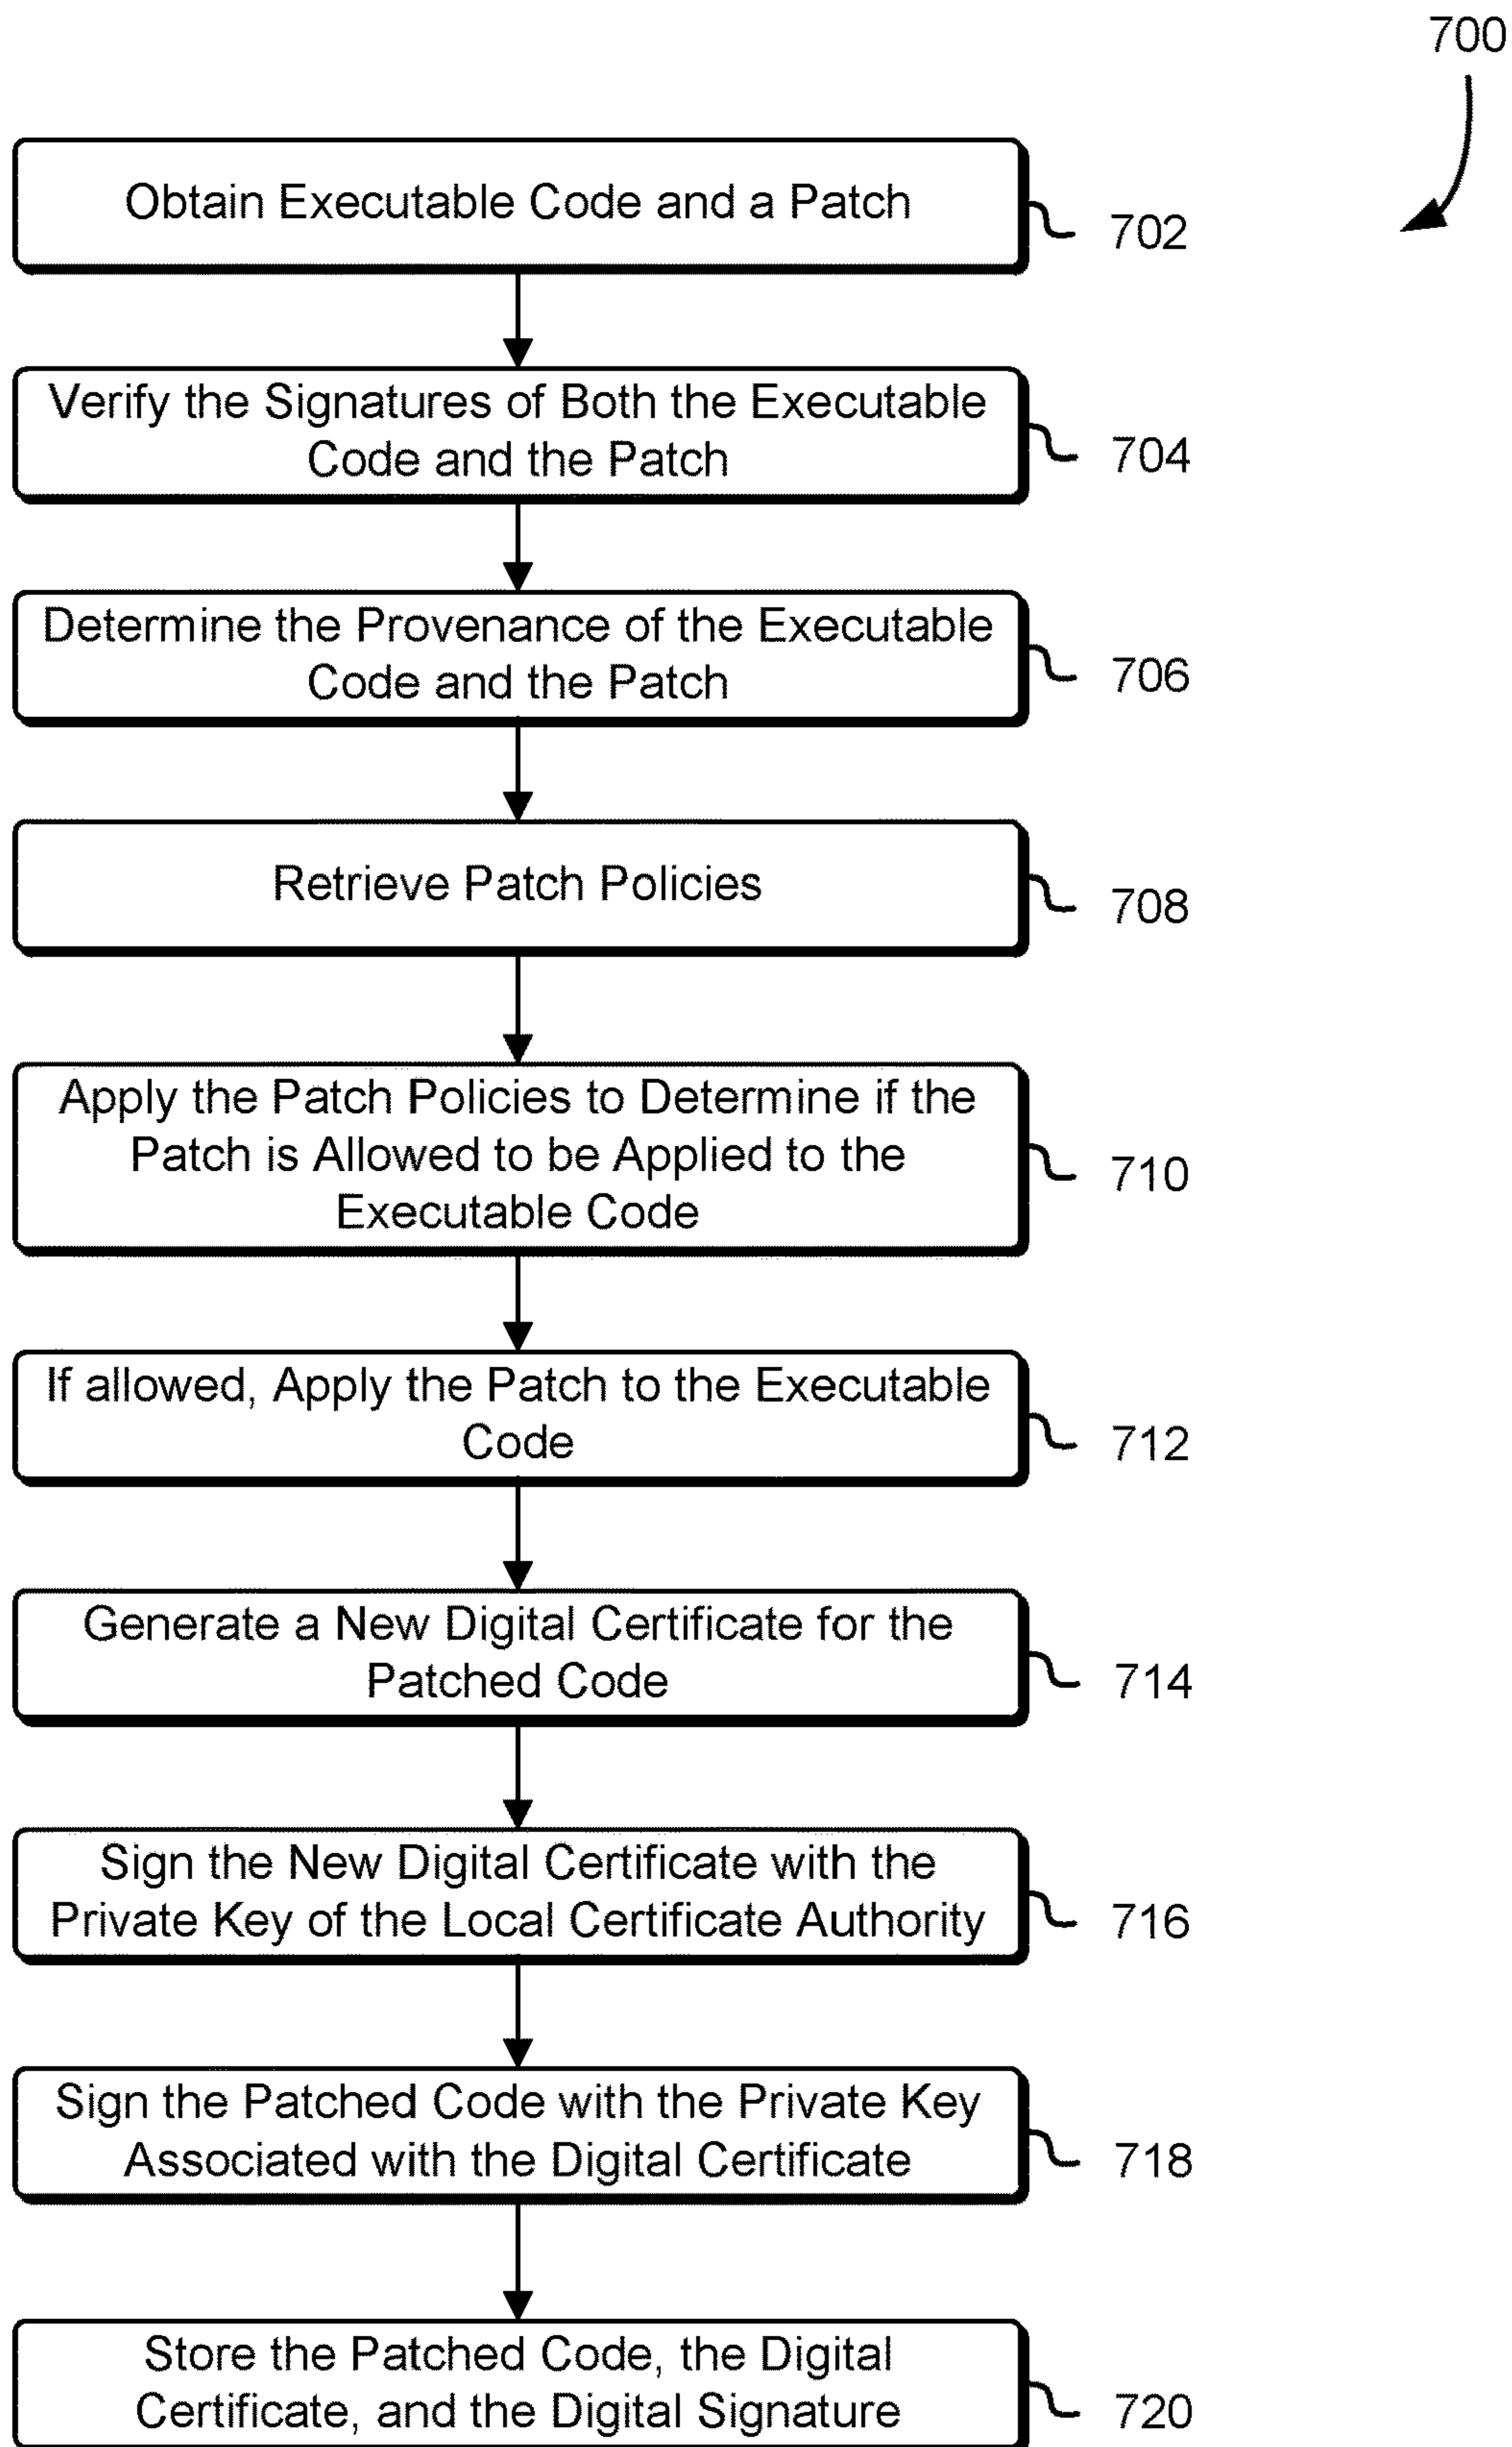 700
Obtain Executable Code and a Patch
702
Verify the Signatures of Both the Executable
Code and the Patch
704
Determine the Provenance of the Executable
Code and the Patch
706
Retrieve Patch Policies
708
Apply the Patch Policies to Determine if the
Patch is Allowed to be Applied to the
Executable Code
710
If allowed, Apply the Patch to the Executable
Code
712
Generate a New Digital Certificate for the
Patched Code
714
Sign the New Digital Certificate with the
Private Key of the Local Certificate Authority
716
Sign the Patched Code with the Private Key
Associated with the Digital Certificate
718
Store the Patched Code, the Digital
Certificate, and the Digital Signature
720